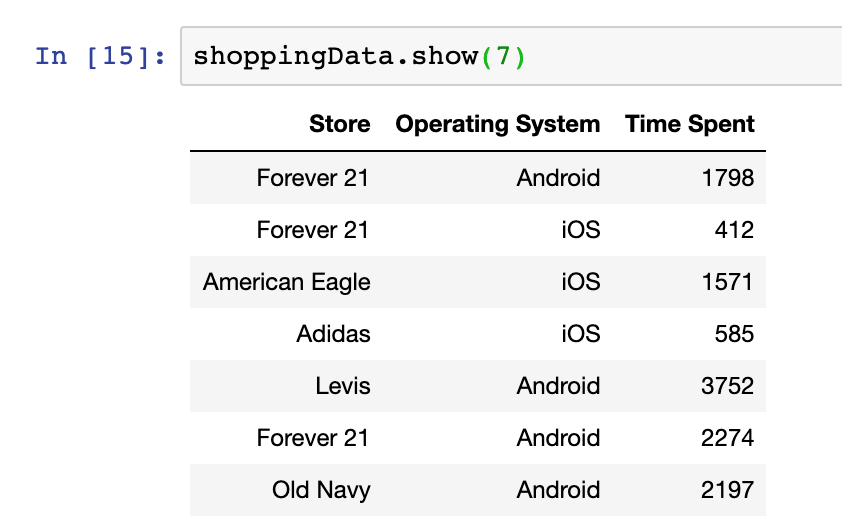 In [15]: shoppingData.show(7)
Store Operating System Time Spent
Forever 21 Android 1798
Forever 21 iOS 412
American Eagle iOS 1571
Adidas iOS 585
Levis Android 3752
Forever 21 Android 2274
Old Navy Android 2197